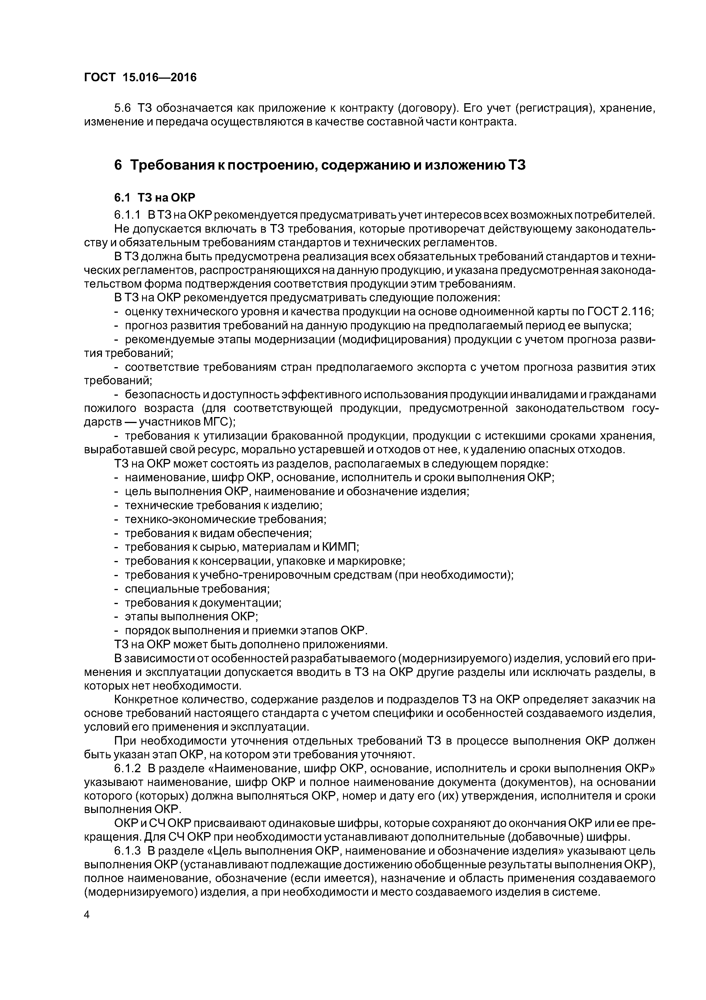 ГОСТ 15.016—2016
5.6 ТЗ обозначается как приложение к контракту (договору). Его учет (регистрация), хранение,
изменение и передача осуществляются в качестве составной части контракта.
6 Требования к построению, содержанию и изложению ТЗ
6.1 ТЗ на ОКР
6.1.1 В ТЗ на ОКР рекомендуется предусматривать учет интересов всех возможных потребителей.
Не допускается включать в ТЗ требования, которые противоречат действующему законодатель-
ству и обязательным требованиям стандартов и технических регламентов.
В ТЗ должна быть предусмотрена реализация всех обязательных требований стандартов и техни-
ческих регламентов, распространяющихся на данную продукцию, и указана предусмотренная законода-
тельством форма подтверждения соответствия продукции этим требованиям.
В ТЗ на ОКР рекомендуется предусматривать следующие положения:
- оценку технического уровня и качества продукции на основе одноименной карты по ГОСТ 2.116;
- прогноз развития требований на данную продукцию на предполагаемый период ее выпуска;
- рекомендуемые этапы модернизации (модифицирования) продукции с учетом прогноза разви-
тия требований;
- соответствие требованиям стран предполагаемого экспорта с учетом прогноза развития этих
требований;
- безопасность и доступность эффективного использования продукции инвалидами и гражданами
пожилого возраста (для соответствующей продукции, предусмотренной законодательством госу-
дарств — участников МГС);
- требования к утилизации бракованной продукции, продукции с истекшими сроками хранения,
выработавшей свой ресурс, морально устаревшей и отходов от нее, к удалению опасных отходов.
ТЗ на ОКР может состоять из разделов, располагаемых в следующем порядке:
- наименование, шифр ОКР, основание, исполнитель и сроки выполнения ОКР;
- цель выполнения ОКР, наименование и обозначение изделия;
- технические требования к изделию;
- технико-экономические требования;
- требования к видам обеспечения;
- требования к сырью, материалам и КИМП;
- требования к консервации, упаковке и маркировке;
- требования к учебно-тренировочным средствам (при необходимости);
- специальные требования;
- требования к документации;
- этапы выполнения ОКР;
- порядок выполнения и приемки этапов ОКР.
ТЗ на ОКР может быть дополнено приложениями.
В зависимости от особенностей разрабатываемого (модернизируемого) изделия, условий его при-
менения и эксплуатации допускается вводить в ТЗ на ОКР другие разделы или исключать разделы, в
которых нет необходимости.
Конкретное количество, содержание разделов и подразделов ТЗ на ОКР определяет заказчик на
основе требований настоящего стандарта с учетом специфики и особенностей создаваемого изделия,
условий его применения и эксплуатации.
При необходимости уточнения отдельных требований ТЗ в процессе выполнения ОКР должен
быть указан этап ОКР, на котором эти требования уточняют.
6.1.2 В разделе «Наименование, шифр ОКР, основание, исполнитель и сроки выполнения ОКР»
указывают наименование, шифр ОКР и полное наименование документа (документов), на основании
которого (которых) должна выполняться ОКР, номер и дату его (их) утверждения, исполнителя и сроки
выполнения ОКР.
ОКР и СЧ ОКР присваивают одинаковые шифры, которые сохраняют до окончания ОКР или ее пре-
кращения. Для СЧ ОКР при необходимости устанавливают дополнительные (добавочные) шифры.
6.1.3 В разделе «Цель выполнения ОКР, наименование и обозначение изделия» указывают цель
выполнения ОКР (устанавливают подлежащие достижению обобщенные результаты выполнения ОКР),
полное наименование, обозначение (если имеется), назначение и область применения создаваемого
(модернизируемого) изделия, а при необходимости и место создаваемого изделия в системе.
4